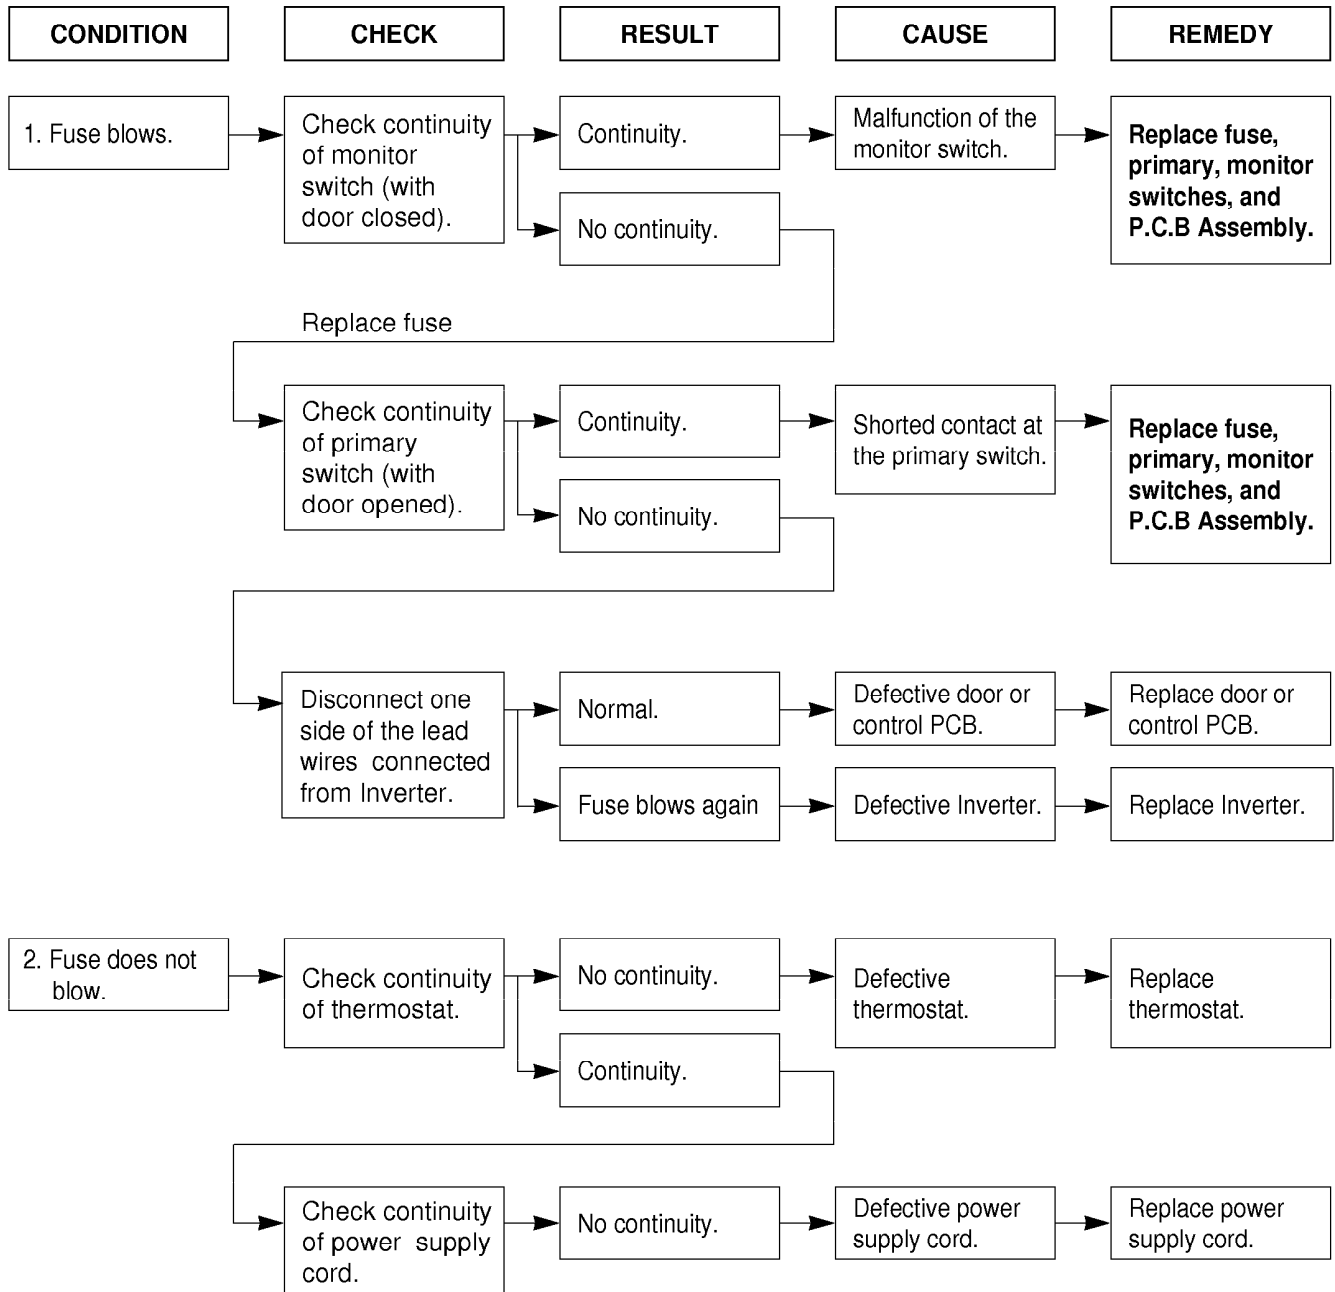 CONDITION
CHECK
RESULT
CAUSE
REMEDY
1. Fuse blows.
Check continuity
of monitor
switch (with
door closed).
Continuity.
Malfunction of the
monitor switch.
Replace fuse,
primary, monitor
switches, and
P.C.B Assembly.
No continuity.
Replace fuse
Check continuity
of primary
switch (with
door opened).
Continuity.
Shorted contact at
the primary switch.
Replace fuse,
primary, monitor
switches, and
P.C.B Assembly.
No continuity.
Disconnect one
side of the lead
wires connected
from Inverter.
Normal.
Defective door or
control PCB.
Replace door or
control PCB.
Fuse blows again
Defective Inverter.
Replace Inverter.
2. Fuse does not
blow.
Check continuity
of thermostat.
No continuity.
Defective
thermostat.
Replace
thermostat.
Continuity.
Check continuity
of power supply
cord.
No continuity.
Defective power
supply cord.
Replace power
supply cord.